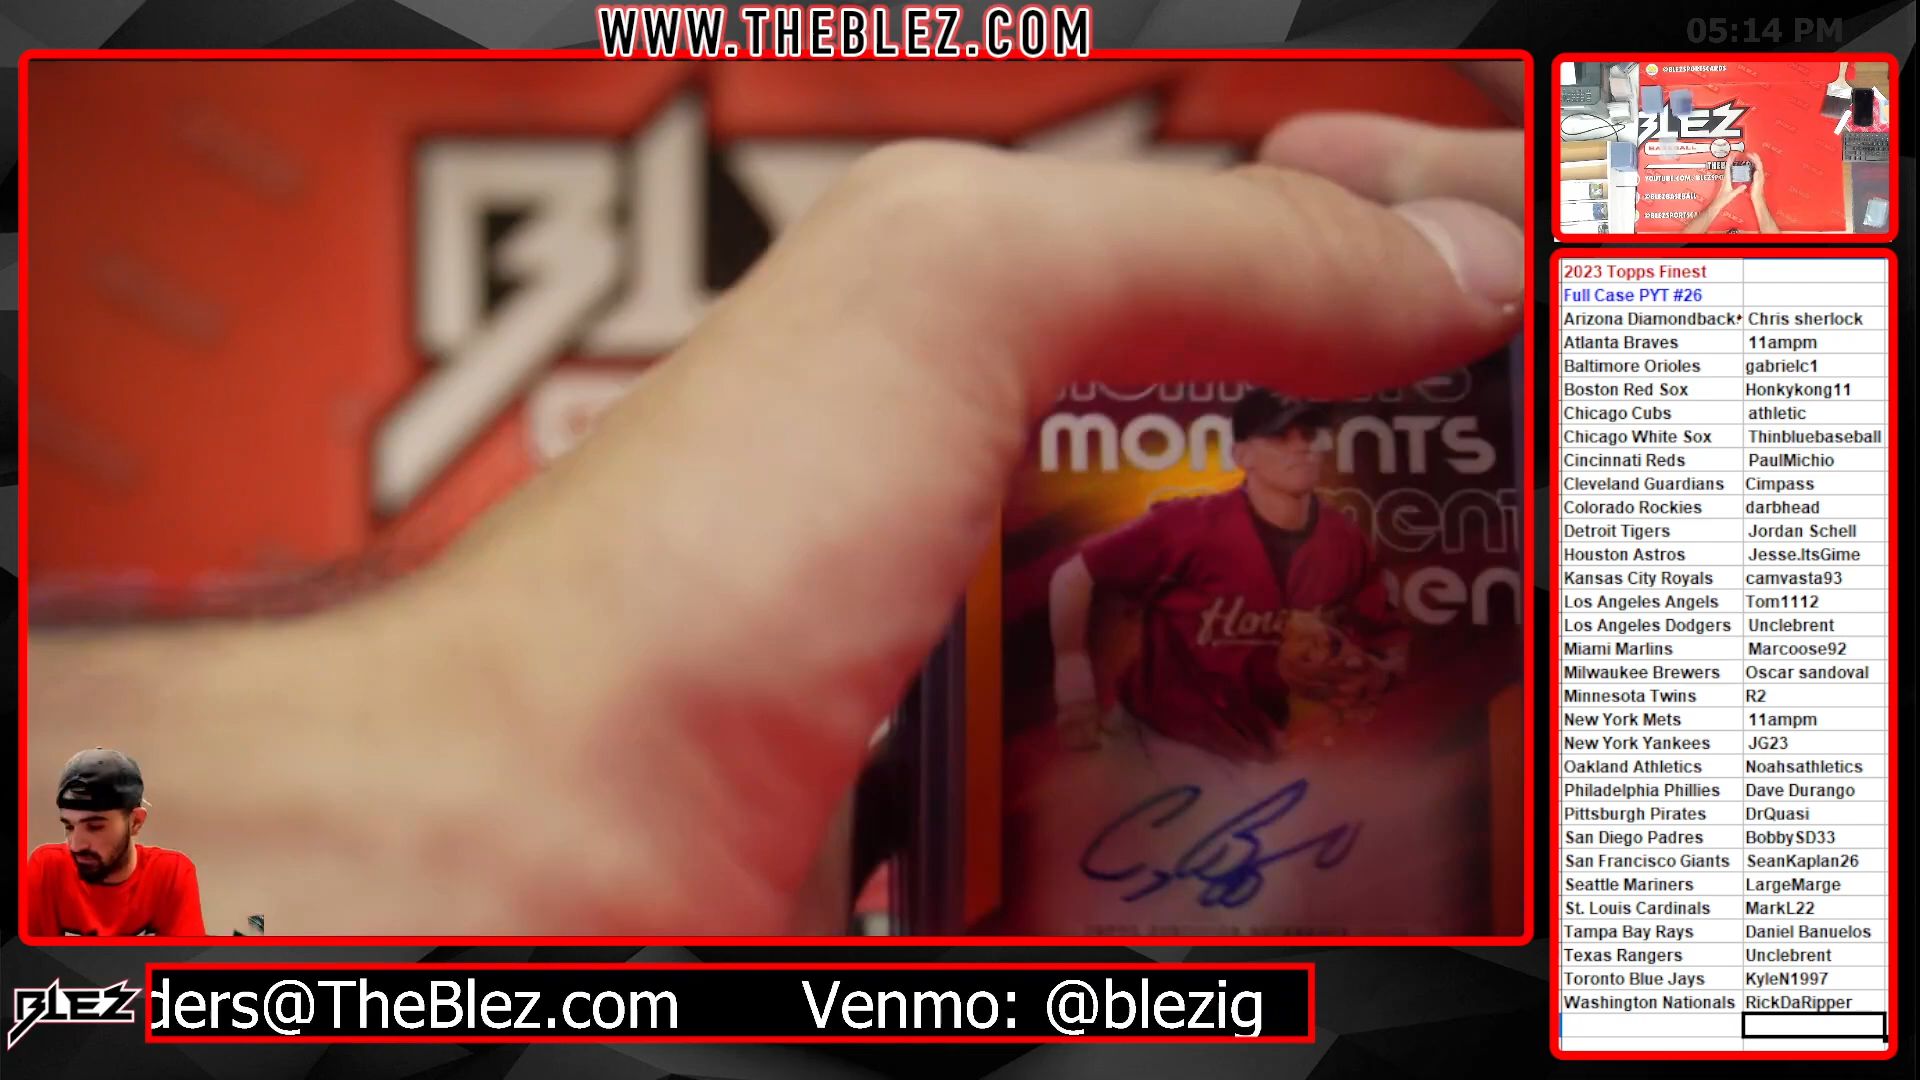 WWW.THEBLEZ.COM
05:14 PM
@BLEZSPORTSCARDS
BLEZ
BASEBALL
moments
Hou
2023 Topps Finest
Full Case PYT #26
Arizona Diamondback Chris sherlock
Atlanta Braves 11ampm
Baltimore Orioles gabrielc1
Boston Red Sox Honkykong11
Chicago Cubs athletic
Chicago White Sox Thinbluebaseball
Cincinnati Reds PaulMichio
Cleveland Guardians Cimpass
Colorado Rockies darbhead
Detroit Tigers Jordan Schell
Houston Astros Jesse.ItsGime
Kansas City Royals camvasta93
Los Angeles Angels Tom1112
Los Angeles Dodgers Unclebrent
Miami Marlins Marcoose92
Milwaukee Brewers Oscar sandoval
Minnesota Twins R2
New York Mets 11ampm
New York Yankees JG23
Oakland Athletics Noahsathletics
Philadelphia Phillies Dave Durango
Pittsburgh Pirates DrQuasi
San Diego Padres BobbySD33
San Francisco Giants SeanKaplan26
Seattle Mariners LargeMarge
St. Louis Cardinals MarkL22
Tampa Bay Rays Daniel Banuelos
Texas Rangers Unclebrent
Toronto Blue Jays KyleN1997
Washington Nationals RickDaRipper
BLEZ
ders@TheBlez.com Venmo: @blezig